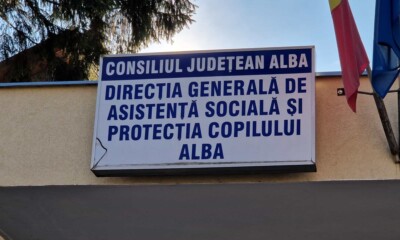 CONSILIUL JUDEȚEAN ALBA
DIRECȚIA GENERALĂ DE
ASISTENȚĂ SOCIALĂ ȘI
PROTECȚIA COPILULUI
ALBA